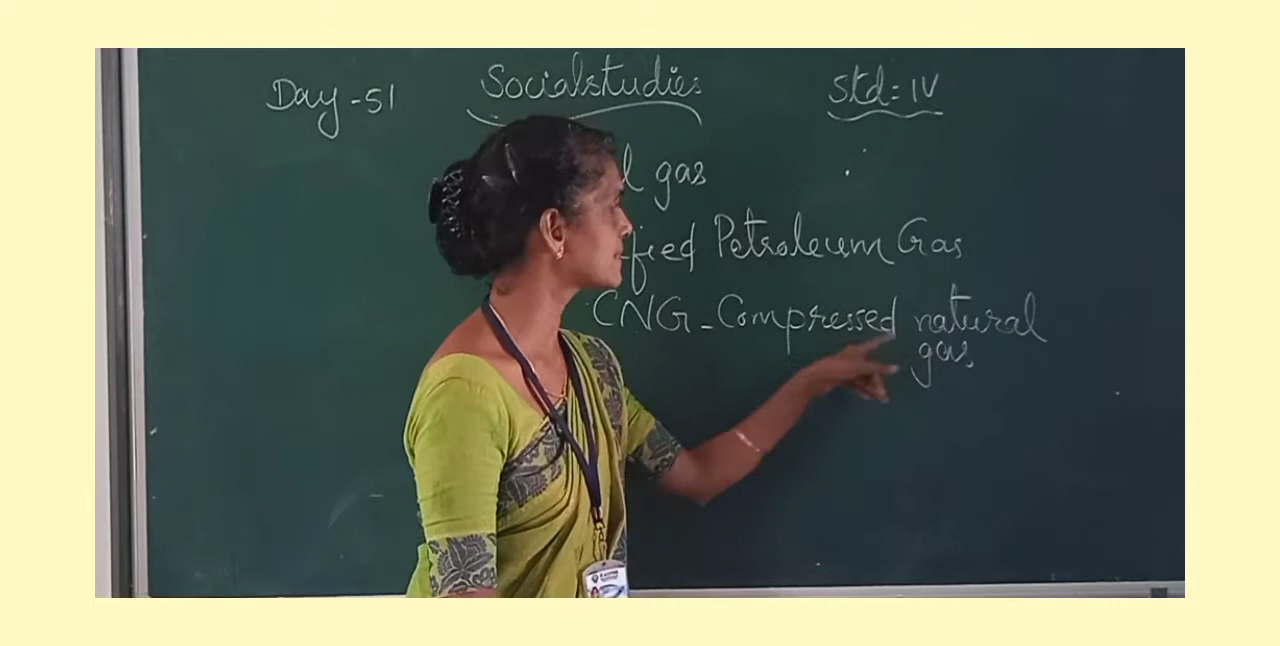 Day-51
Socialstudies
Std=IV
gas
Petroleum Gas
CNG-Compressed natural
gas